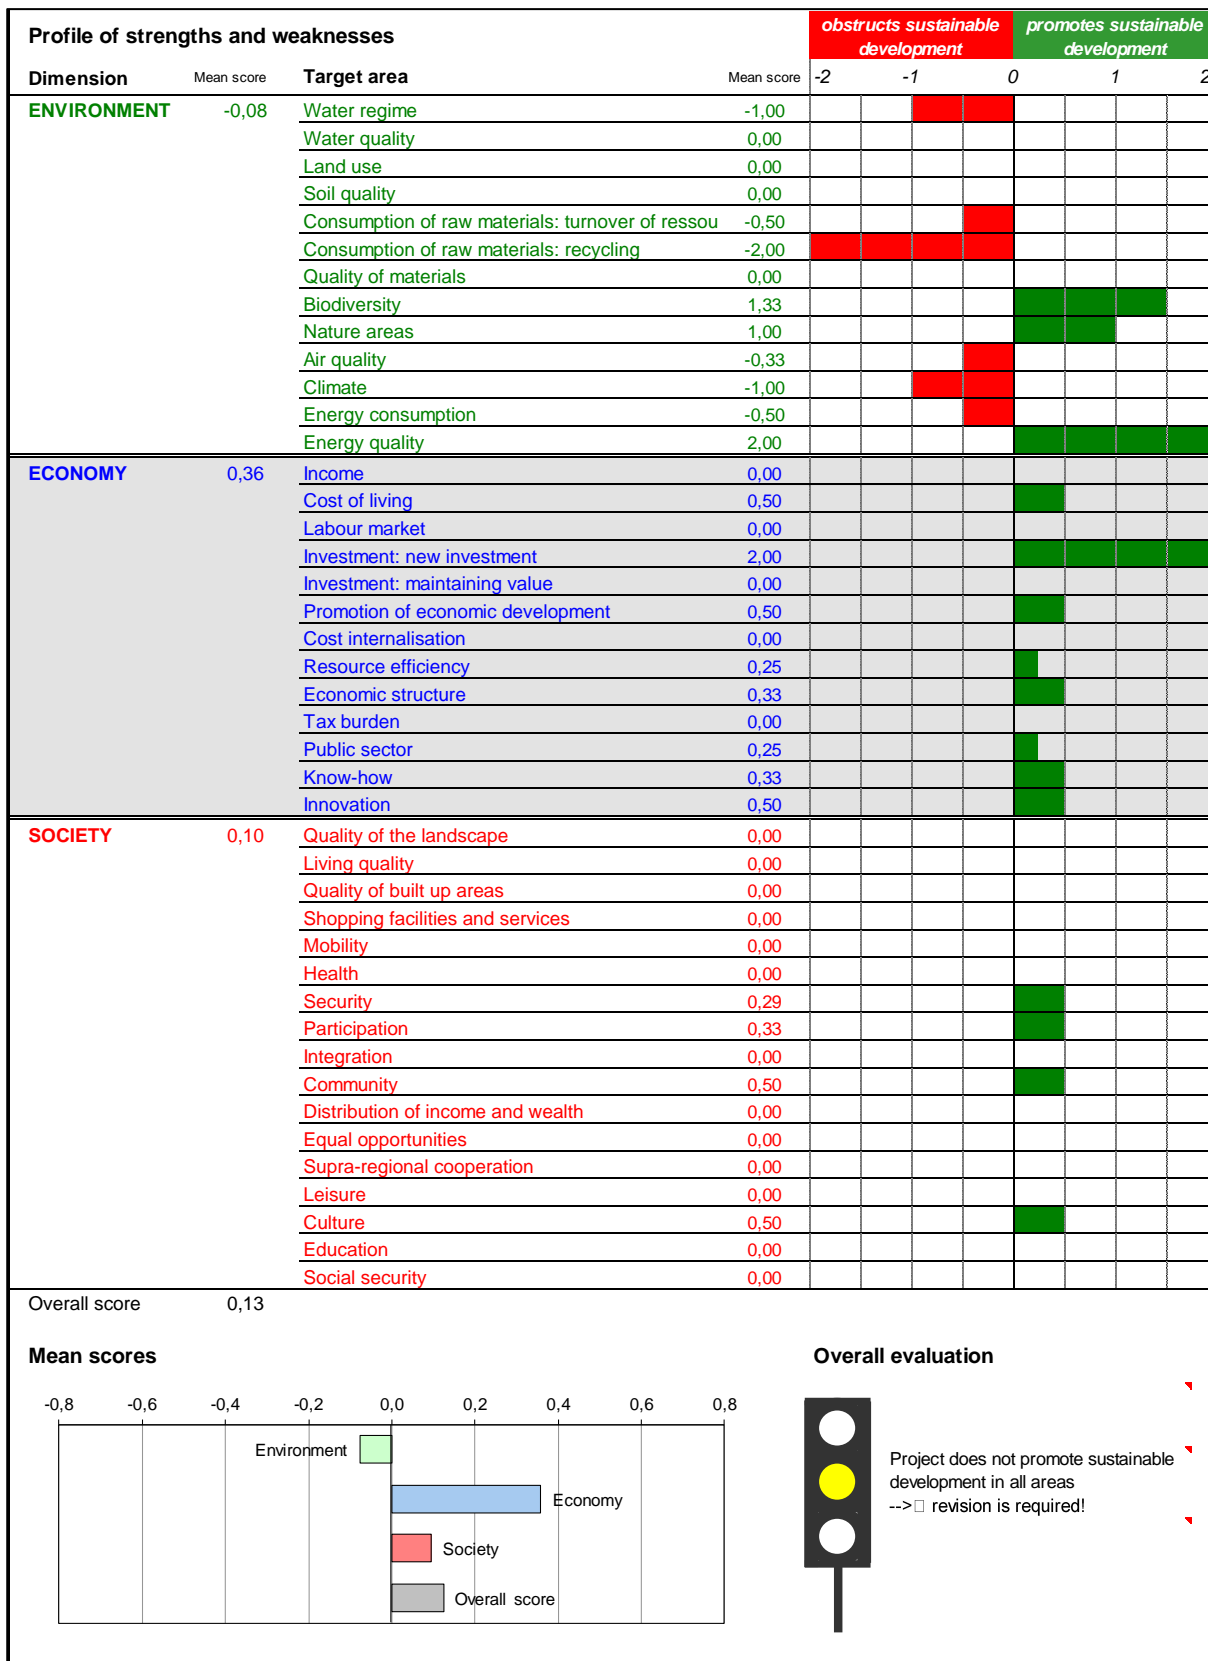 Profile of strengths and weaknesses
obstructs sustainable development
promotes sustainable development
Dimension Mean score Target area Mean score -2 -1 0 1 2
ENVIRONMENT -0,08 Water regime -1,00
Water quality 0,00
Land use 0,00
Soil quality 0,00
Consumption of raw materials: turnover of ressou -0,50
Consumption of raw materials: recycling -2,00
Quality of materials 0,00
Biodiversity 1,33
Nature areas 1,00
Air quality -0,33
Climate -1,00
Energy consumption -0,50
Energy quality 2,00
ECONOMY 0,36 Income 0,00
Cost of living 0,50
Labour market 0,00
Investment: new investment 2,00
Investment: maintaining value 0,00
Promotion of economic development 0,50
Cost internalisation 0,00
Resource efficiency 0,25
Economic structure 0,33
Tax burden 0,00
Public sector 0,25
Know-how 0,33
Innovation 0,50
SOCIETY 0,10 Quality of the landscape 0,00
Living quality 0,00
Quality of built up areas 0,00
Shopping facilities and services 0,00
Mobility 0,00
Health 0,00
Security 0,29
Participation 0,33
Integration 0,00
Community 0,50
Distribution of income and wealth 0,00
Equal opportunities 0,00
Supra-regional cooperation 0,00
Leisure 0,00
Culture 0,50
Education 0,00
Social security 0,00
Overall score 0,13
Mean scores
-0,8 -0,6 -0,4 -0,2 0,0 0,2 0,4 0,6 0,8
Environment
Economy
Society
Overall score
Overall evaluation
Project does not promote sustainable
development in all areas
-->□ revision is required!